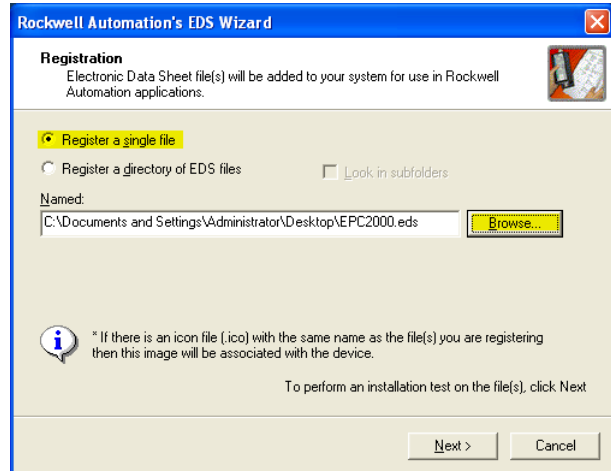 Rockwell Automation's EDS Wizard
Registration
Electronic Data Sheet file(s) will be added to your system for use in Rockwell
Automation applications.
Register a single file
Register a directory of EDS files
Look in subfolders
Named:
C:\Documents and Settings\Administrator\Desktop\EPC2000.eds
Browse...
* If there is an icon file (.ico) with the same name as the file(s) you are registering
then this image will be associated with the device.
To perform an installation test on the file(s), click Next
Next >
Cancel